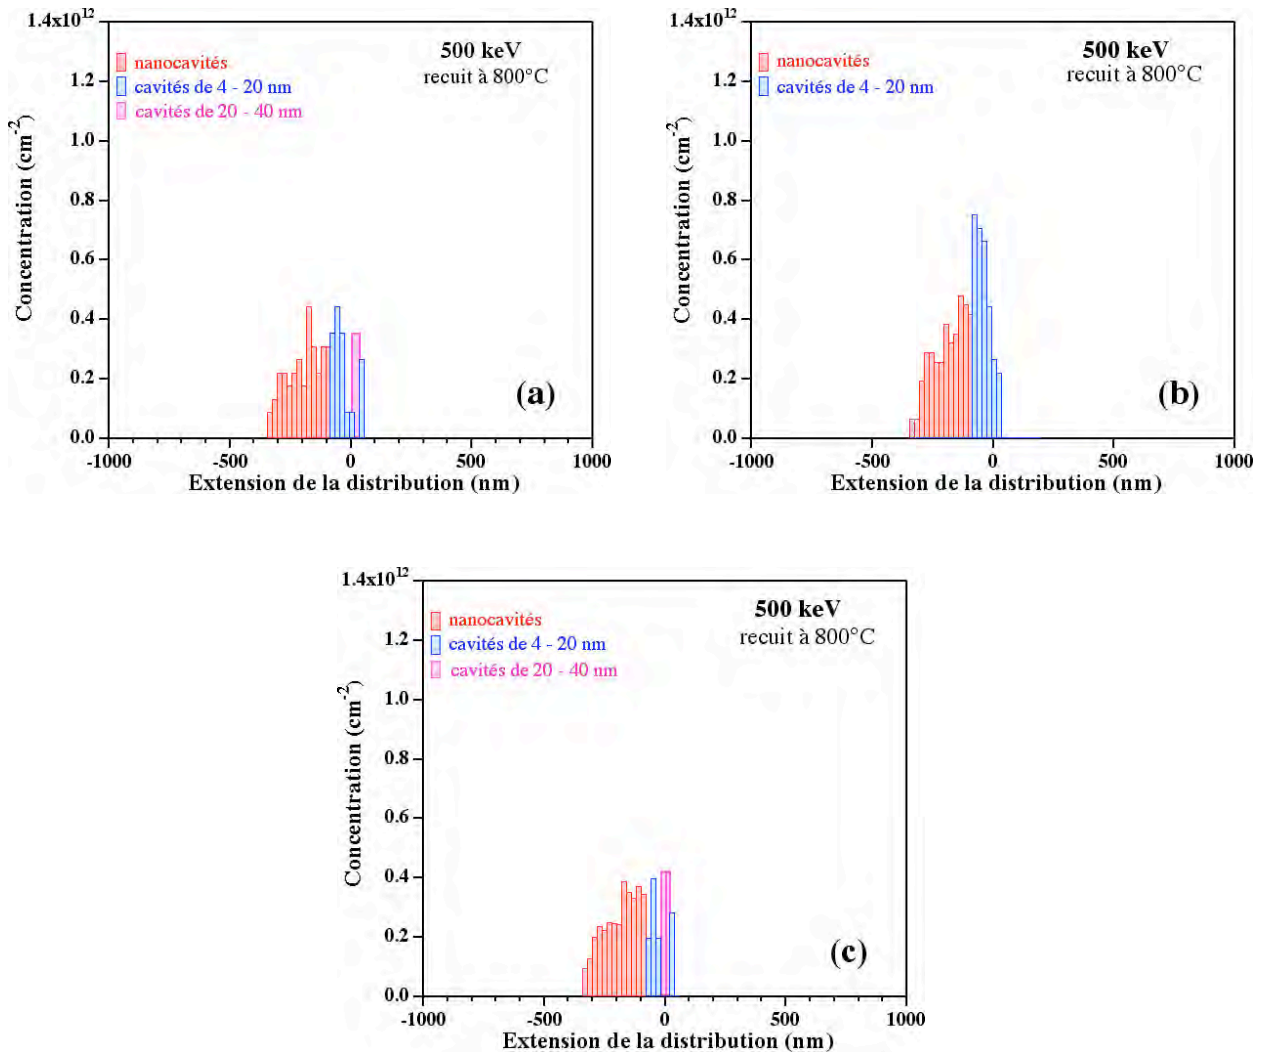 1.4x10^12
1.2
1.0
0.8
0.6
0.4
0.2
0.0
Concentration (cm^-2)
nanocavités
cavités de 4 - 20 nm
cavités de 20 - 40 nm
500 keV
recuit à 800°C
(a)
-1000
-500
0
500
1000
Extension de la distribution (nm)
1.4x10^12
1.2
1.0
0.8
0.6
0.4
0.2
0.0
Concentration (cm^-2)
nanocavités
cavités de 4 - 20 nm
500 keV
recuit à 800°C
(b)
-1000
-500
0
500
1000
Extension de la distribution (nm)
1.4x10^12
1.2
1.0
0.8
0.6
0.4
0.2
0.0
Concentration (cm^-2)
nanocavités
cavités de 4 - 20 nm
cavités de 20 - 40 nm
500 keV
recuit à 800°C
(c)
-1000
-500
0
500
1000
Extension de la distribution (nm)